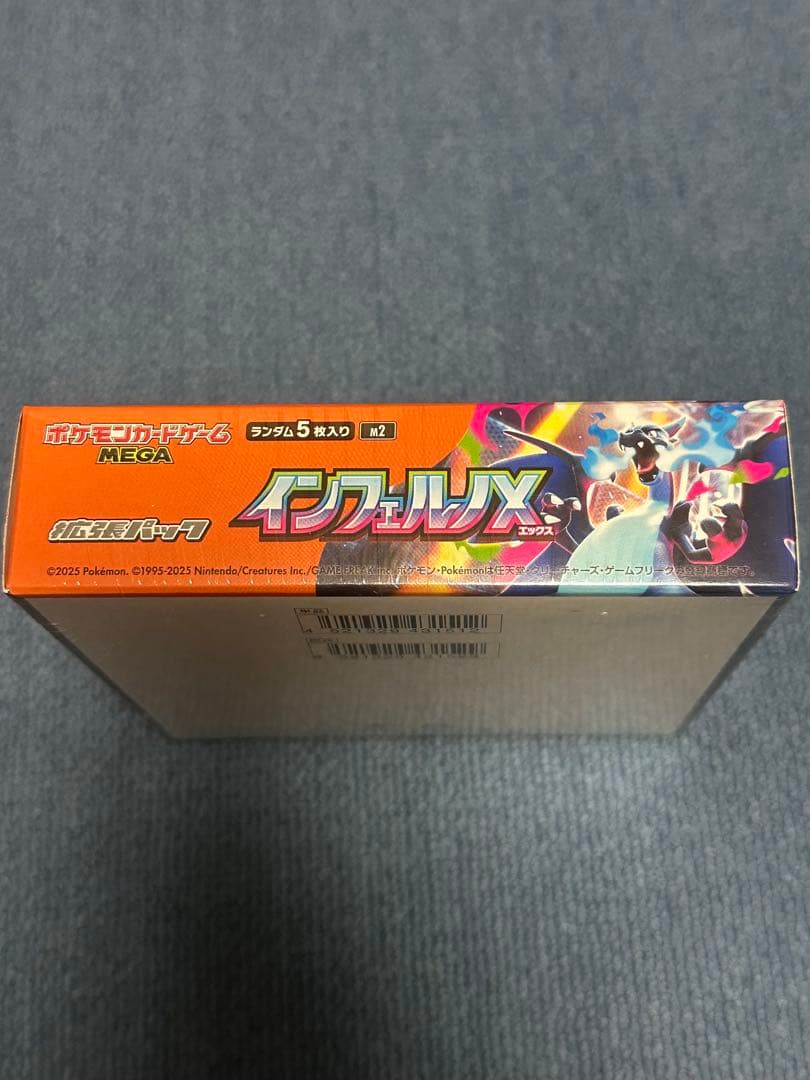 ポケモンカードゲーム
MEGA
ランダム5枚入り
M2
拡張パック
インフェルノX
エックス
©2025 Pokémon. ©1995-2025 Nintendo/Creatures Inc./GAME FREAK inc. ポケモン・Pokémonは任天堂・クリーチャーズ・ゲームフリークの登録商標です。
4 521329 431512